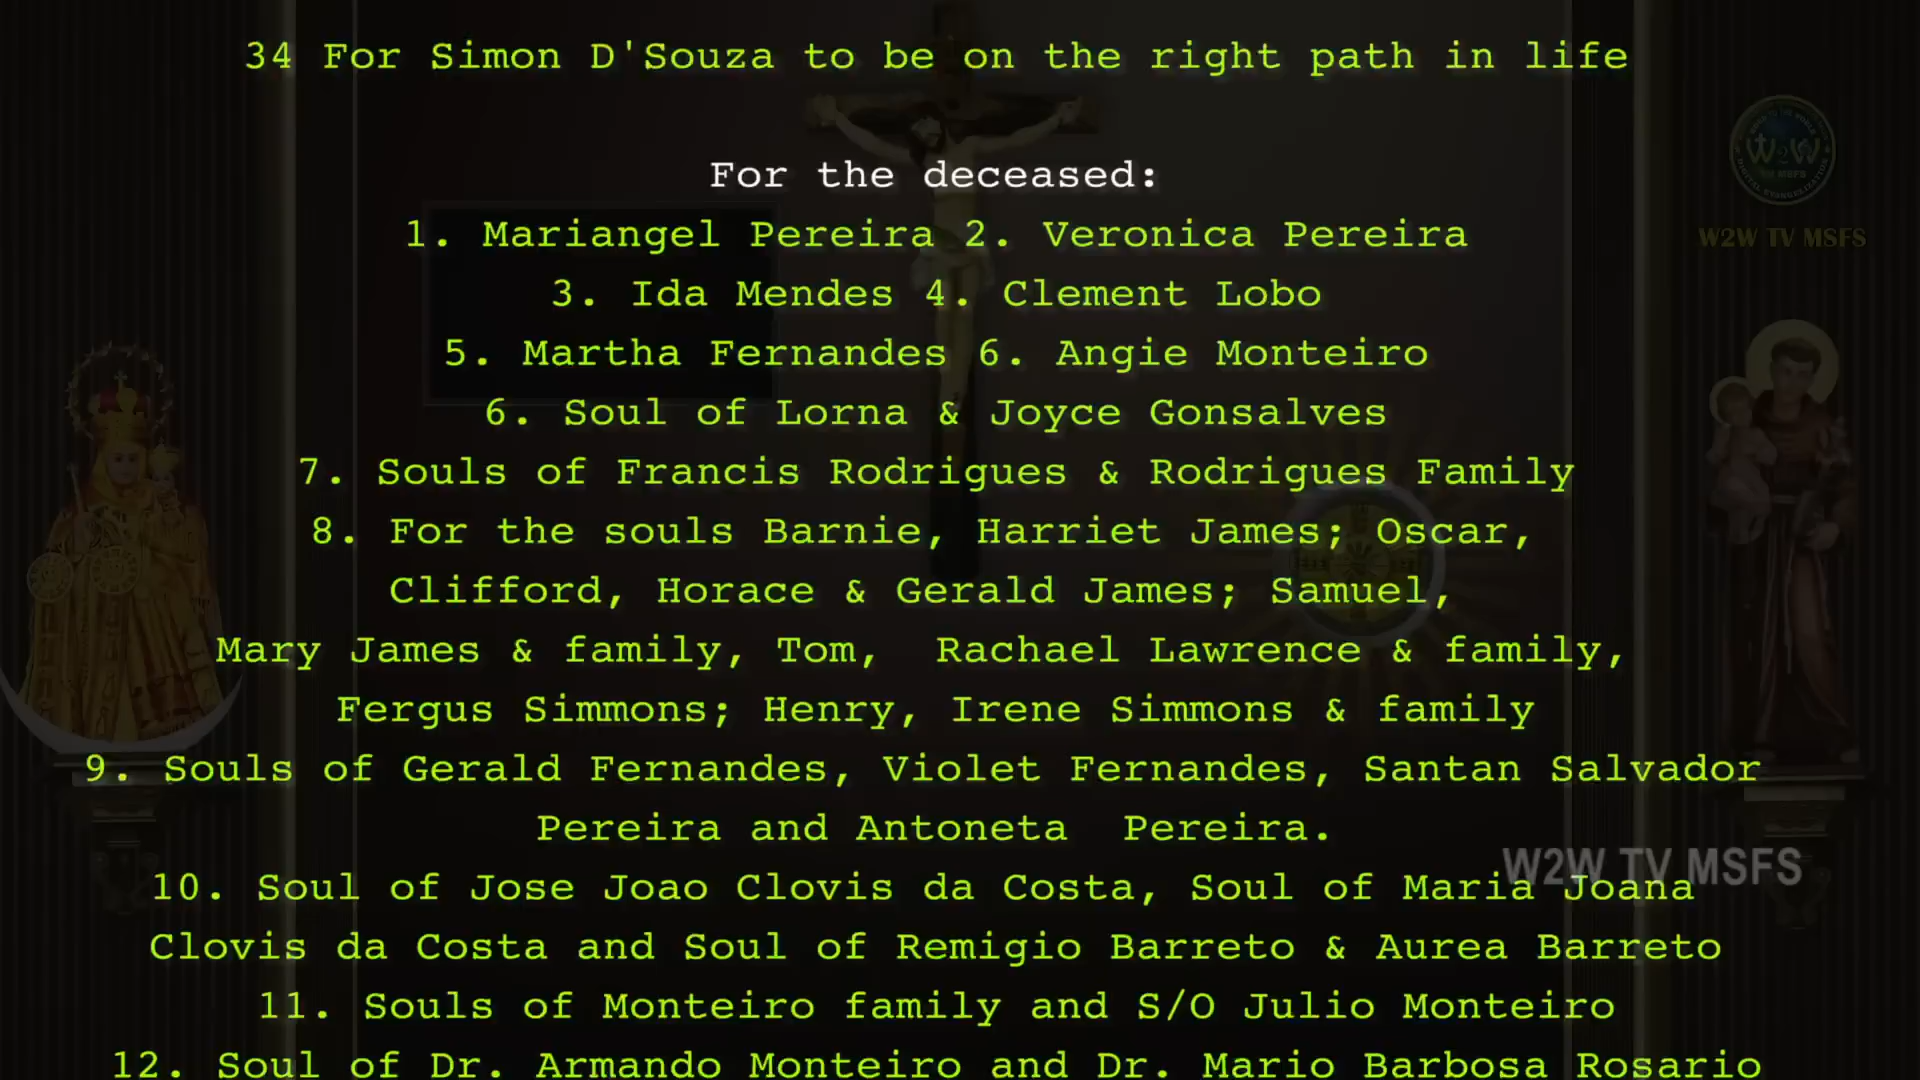 34 For Simon D'Souza to be on the right path in life
For the deceased:
1. Mariangel Pereira 2. Veronica Pereira
3. Ida Mendes 4. Clement Lobo
5. Martha Fernandes 6. Angie Monteiro
6. Soul of Lorna & Joyce Gonsalves
7. Souls of Francis Rodrigues & Rodrigues Family
8. For the souls Barnie, Harriet James; Oscar,
Clifford, Horace & Gerald James; Samuel,
Mary James & family, Tom,  Rachael Lawrence & family,
Fergus Simmons; Henry, Irene Simmons & family
9. Souls of Gerald Fernandes, Violet Fernandes, Santan Salvador
Pereira and Antoneta  Pereira.
10. Soul of Jose Joao Clovis da Costa, Soul of Maria Joana
Clovis da Costa and Soul of Remigio Barreto & Aurea Barreto
11. Souls of Monteiro family and S/O Julio Monteiro
12. Soul of Dr. Armando Monteiro and Dr. Mario Barbosa Rosario
W2W
TV MSFS
W2W TV MSFS
W2W TV MSFS